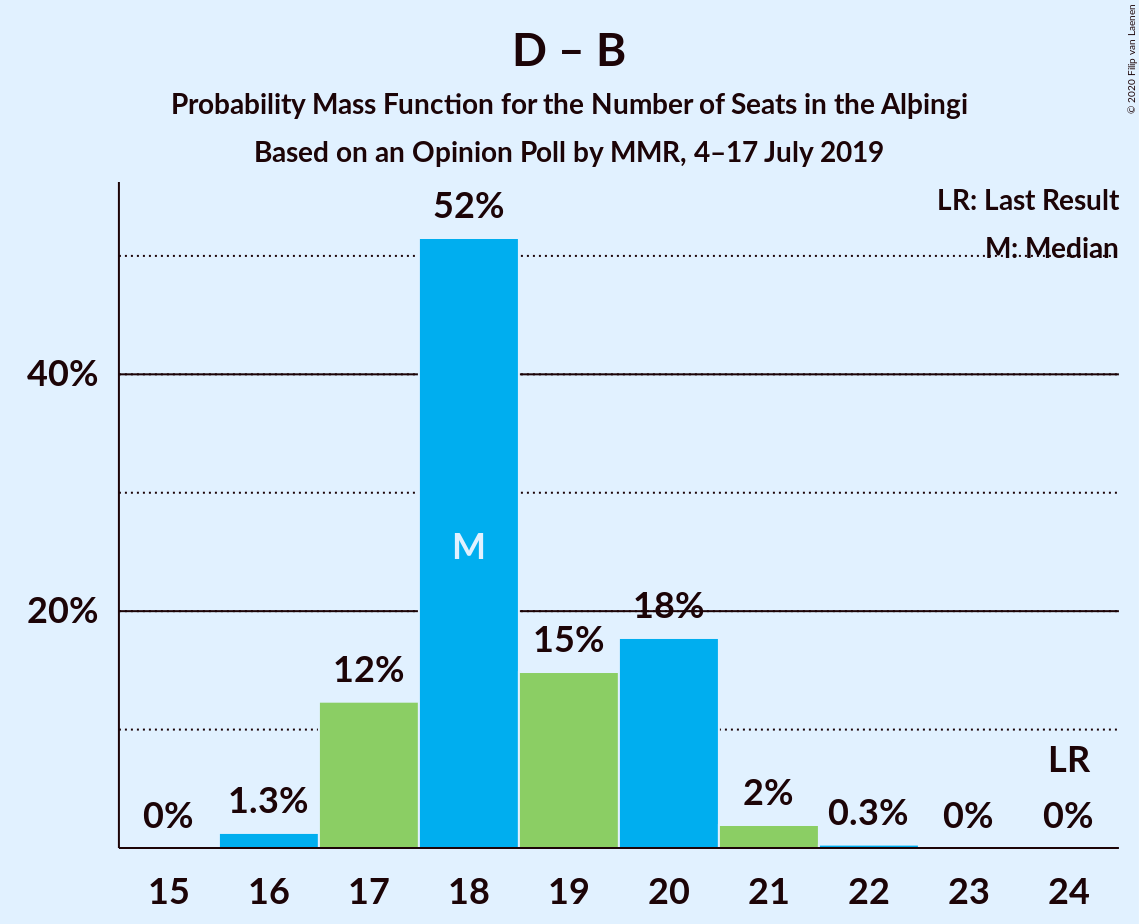 D – B
Probability Mass Function for the Number of Seats in the Alþingi
Based on an Opinion Poll by MMR, 4–17 July 2019
© 2020 Filip van Laenen
LR: Last Result
M: Median
52%
40%
M
20%
18%
15%
12%
LR
0%
1.3%
2%
0.3%
0%
0%
15 16 17 18 19 20 21 22 23 24